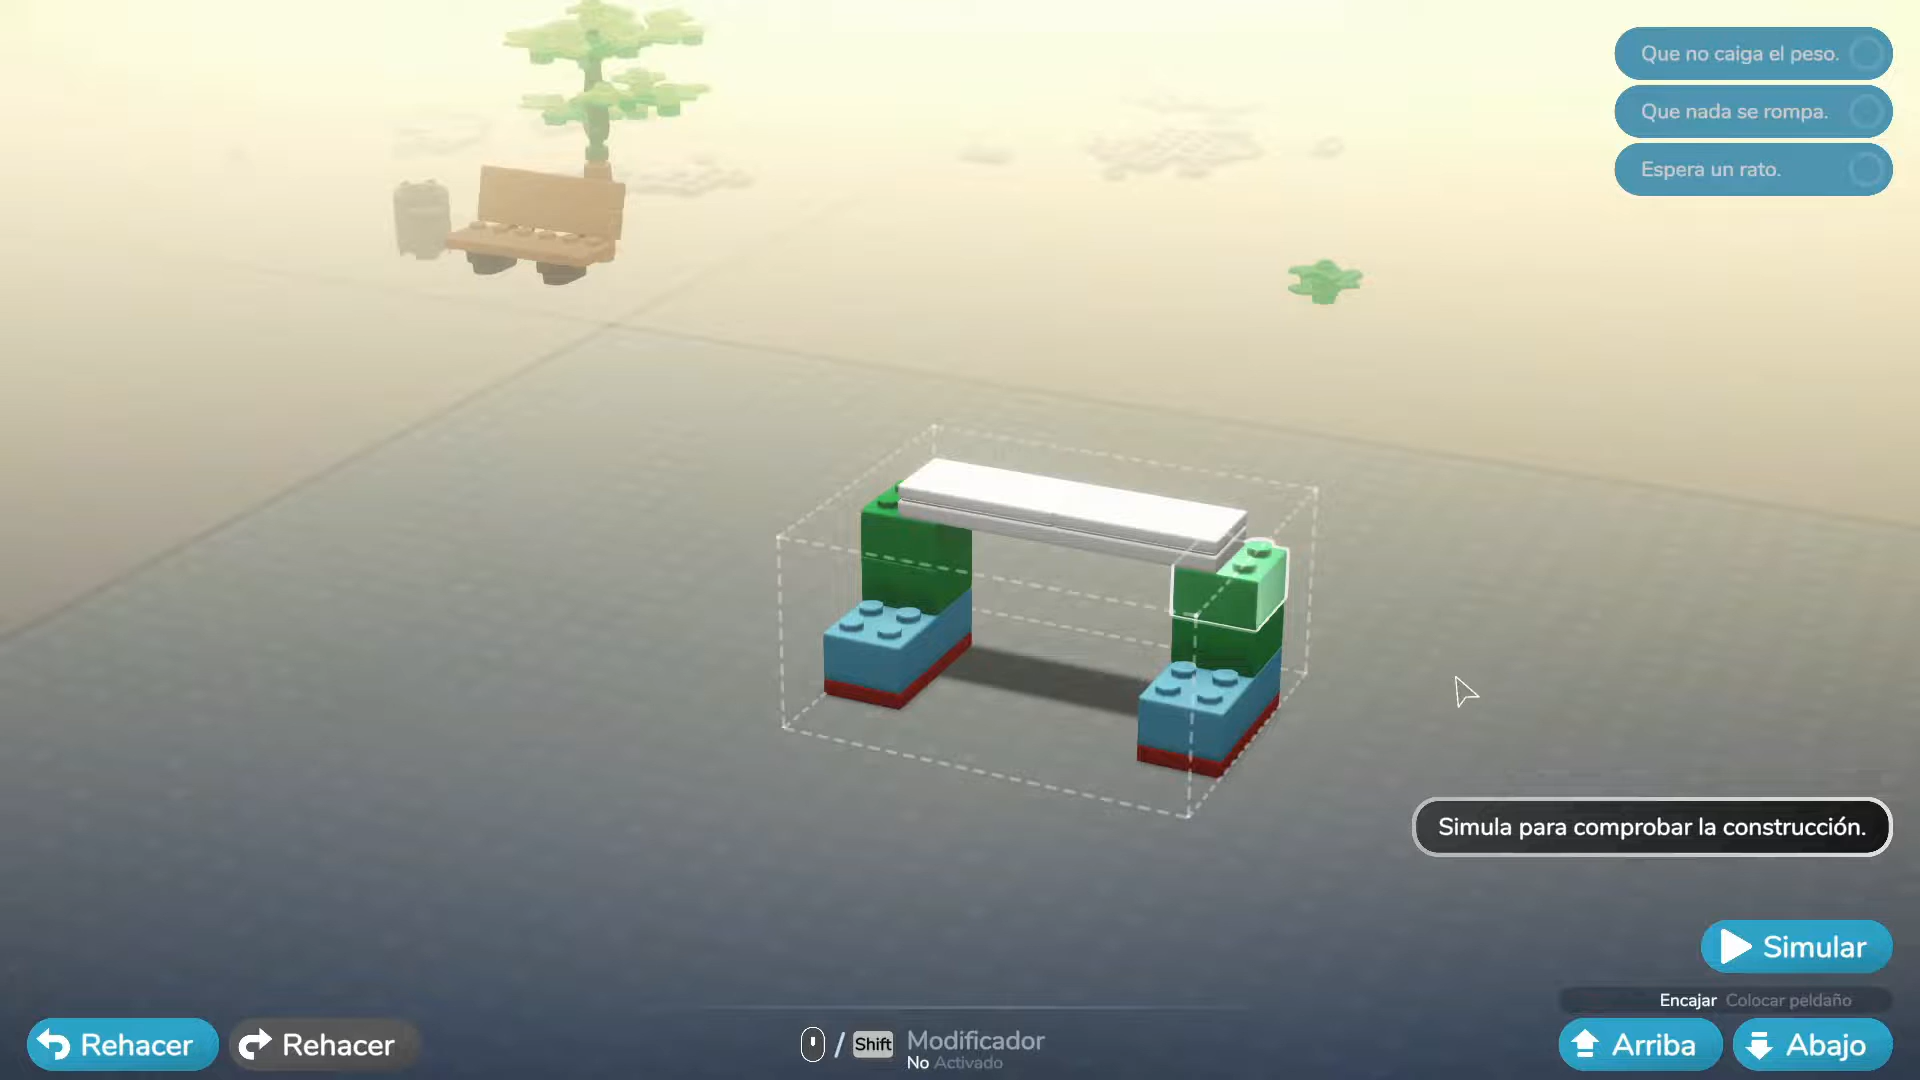 Que no caiga el peso.
Que nada se rompa.
Espera un rato.
Simula para comprobar la construcción.
Simular
Encajar Colocar peldaño
Rehacer Rehacer / Shift Modificador Arriba Abajo
No Activado